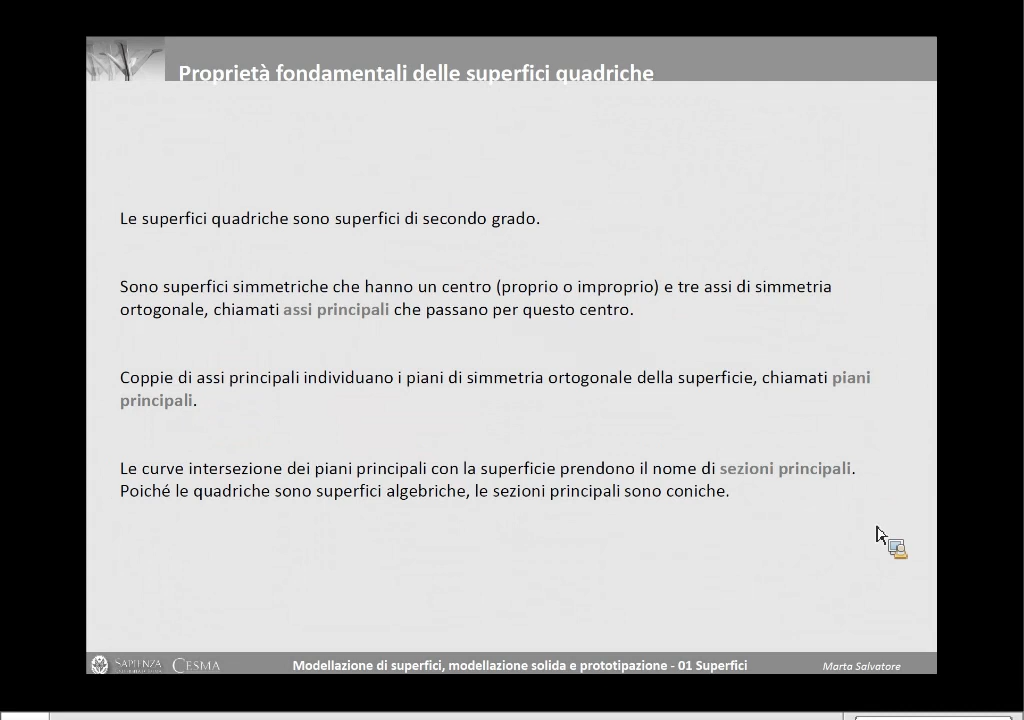 Proprietà fondamentali delle superfici quadriche
Le superfici quadriche sono superfici di secondo grado.
Sono superfici simmetriche che hanno un centro (proprio o improprio) e tre assi di simmetria
ortogonale, chiamati assi principali che passano per questo centro.
Coppie di assi principali individuano i piani di simmetria ortogonale della superficie, chiamati piani
principali.
Le curve intersezione dei piani principali con la superficie prendono il nome di sezioni principali.
Poiché le quadriche sono superfici algebriche, le sezioni principali sono coniche.
SAPIENZA
CESMA
Modellazione di superfici, modellazione solida e prototipazione - 01 Superfici
Marta Salvatore